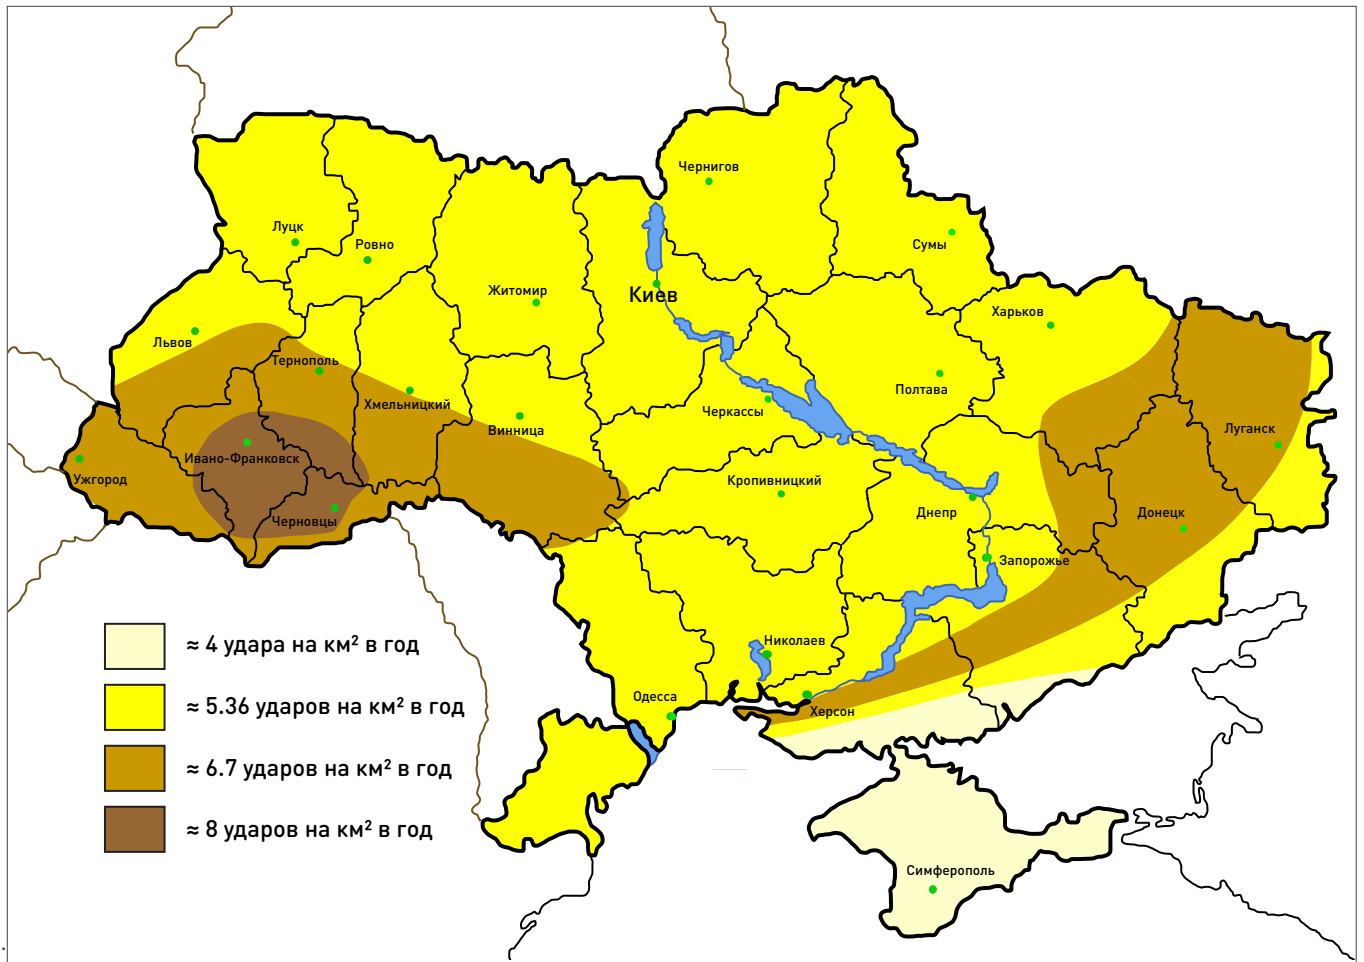 Чернигов
Луцк
Ровно
Сумы
Житомир
Киев
Харьков
Львов
Тернополь
Полтава
Хмельницкий
Черкассы
Винница
Луганск
Ивано-Франковск
Ужгород
Кропивницкий
Черновцы
Днепр
Донецк
Запорожье
Николаев
≈ 4 удара на км² в год
Одесса
Херсон
≈ 5.36 ударов на км² в год
≈ 6.7 ударов на км² в год
≈ 8 ударов на км² в год
Симферополь